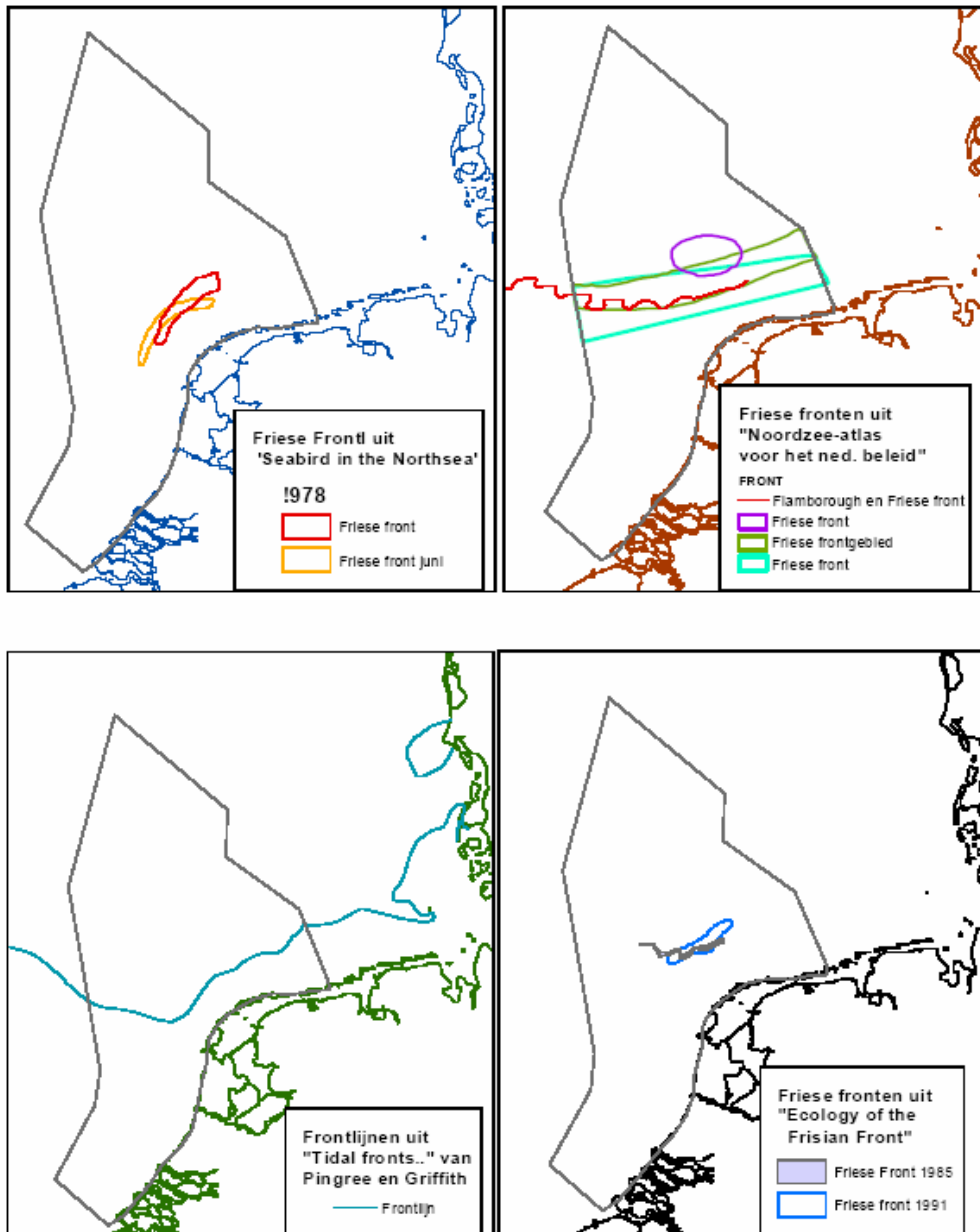 Friese Frontl uit
'Seabird in the Northsea'
!978
Friese front
Friese front juni
Friese fronten uit
"Noordzee-atlas
voor het ned. beleid"
FRONT
Flamborough en Friese front
Friese front
Friese frontgebied
Friese front
Frontlijnen uit
"Tidal fronts.." van
Pingree en Griffith
Frontlijn
Friese fronten uit
"Ecology of the
Frisian Front"
Friese Front 1985
Friese front 1991